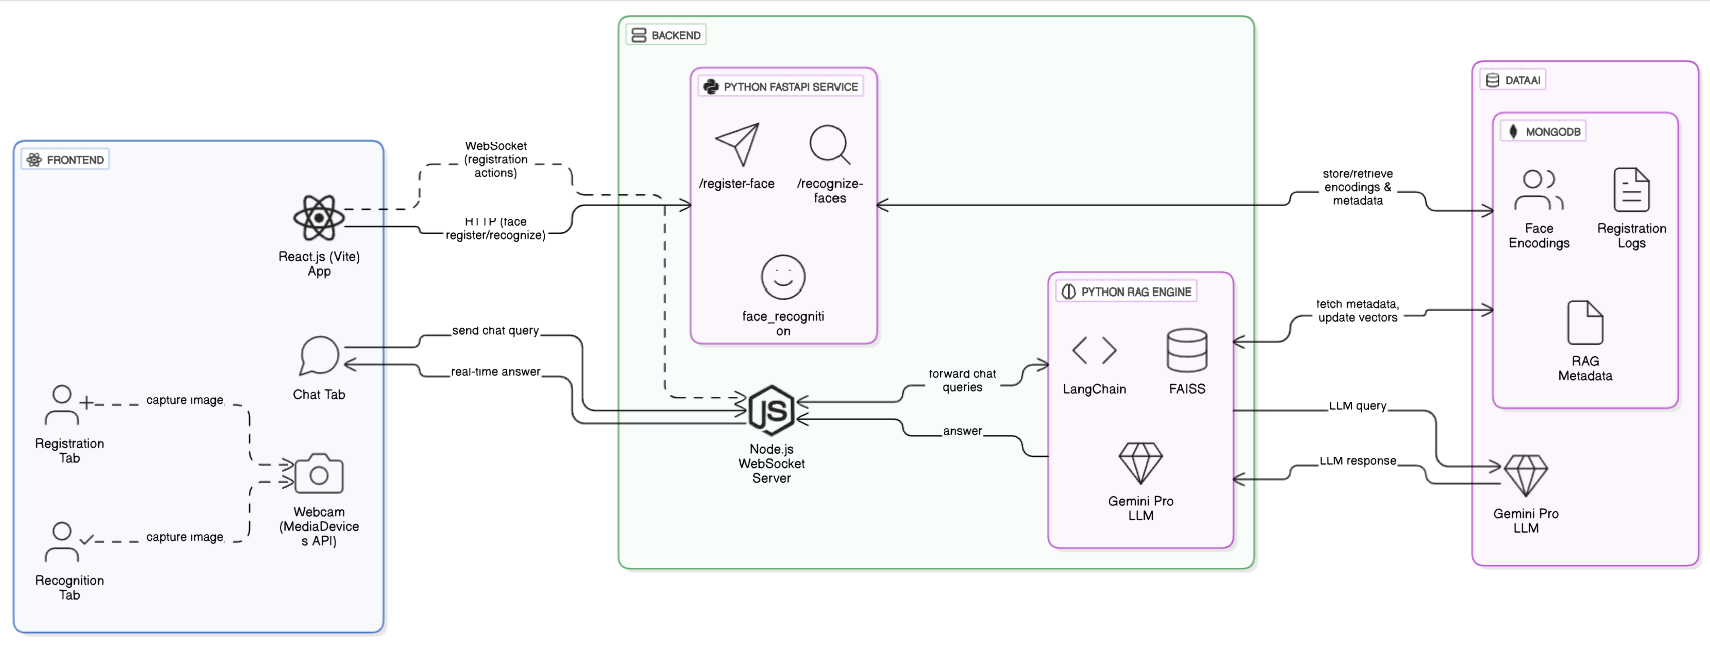 BACKEND
PYTHON FASTAPI SERVICE
/register-face
/recognize-
faces
face_recogniti
on
DATAAI
MONGODB
Face
Encodings
Registration
Logs
RAG
Metadata
Gemini Pro
LLM
FRONTEND
React.js (Vite)
App
Chat Tab
Registration
Tab
Recognition
Tab
Webcam
(MediaDevice
s API)
capture image
capture image
WebSocket
(registration
actions)
HTTP (face
register/recognize)
send chat query
real-time answer
Node.js
WebSocket
Server
forward chat
queries
answer
PYTHON RAG ENGINE
LangChain
FAISS
Gemini Pro
LLM
store/retrieve
encodings &
metadata
fetch metadata,
update vectors
LLM query
LLM response
JS